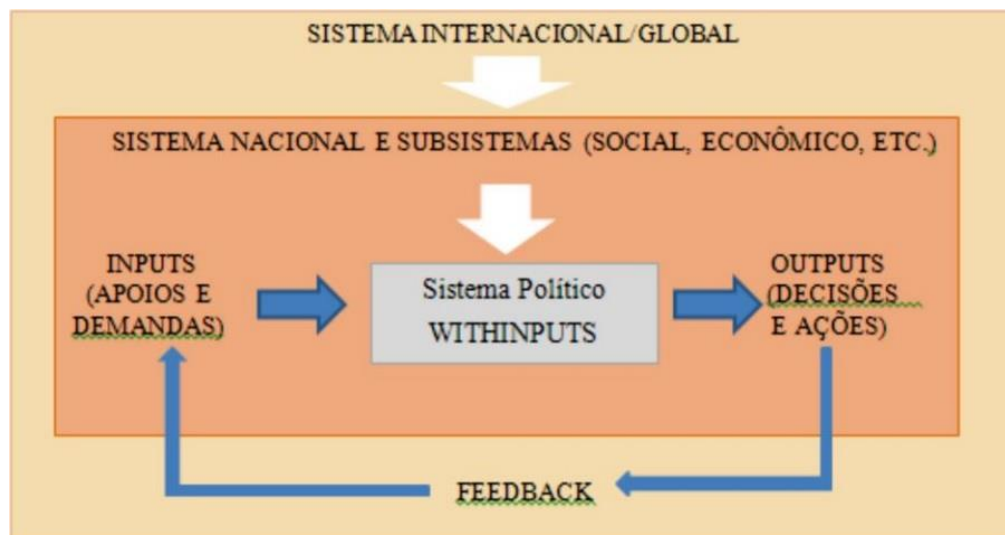 SISTEMA INTERNACIONAL/GLOBAL
SISTEMA NACIONAL E SUBSISTEMAS (SOCIAL, ECONÔMICO, ETC.)
INPUTS
(APOIOS E
DEMANDAS)
Sistema Político
WITHINPUTS
OUTPUTS
(DECISÕES
E AÇÕES)
FEEDBACK